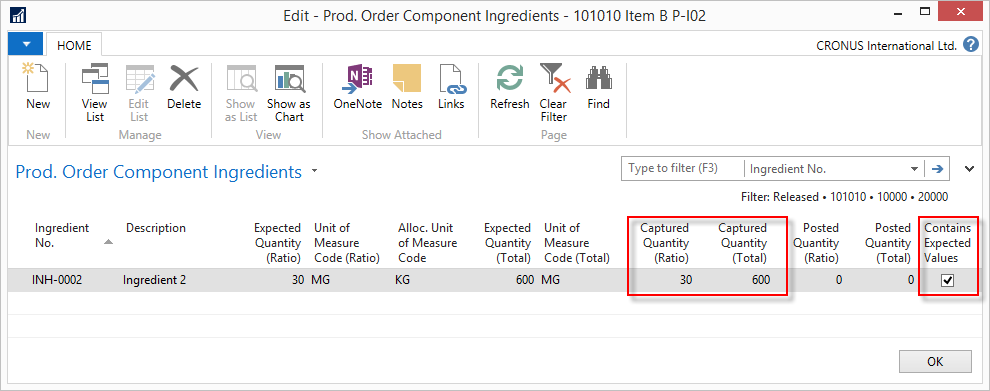 Edit - Prod. Order Component Ingredients - 101010 Item B P-I02
HOME
CRONUS International Ltd.
New
View List
Edit List
Delete
Show as List
Show as Chart
OneNote
Notes
Links
Refresh
Clear Filter
Find
New
Manage
View
Show Attached
Page
Prod. Order Component Ingredients
Type to filter (F3)
Ingredient No.
Filter: Released • 101010 • 10000 • 20000
Ingredient No.
Description
Expected Quantity (Ratio)
Unit of Measure Code (Ratio)
Alloc. Unit of Measure Code
Expected Quantity (Total)
Unit of Measure Code (Total)
Captured Quantity (Ratio)
Captured Quantity (Total)
Posted Quantity (Ratio)
Posted Quantity (Total)
Contains Expected Values
INH-0002 Ingredient 2 30 MG KG 600 MG 30 600 0 0
OK